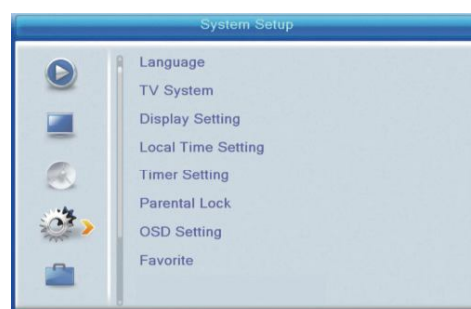 System Setup
Language
TV System
Display Setting
Local Time Setting
Timer Setting
Parental Lock
OSD Setting
Favorite